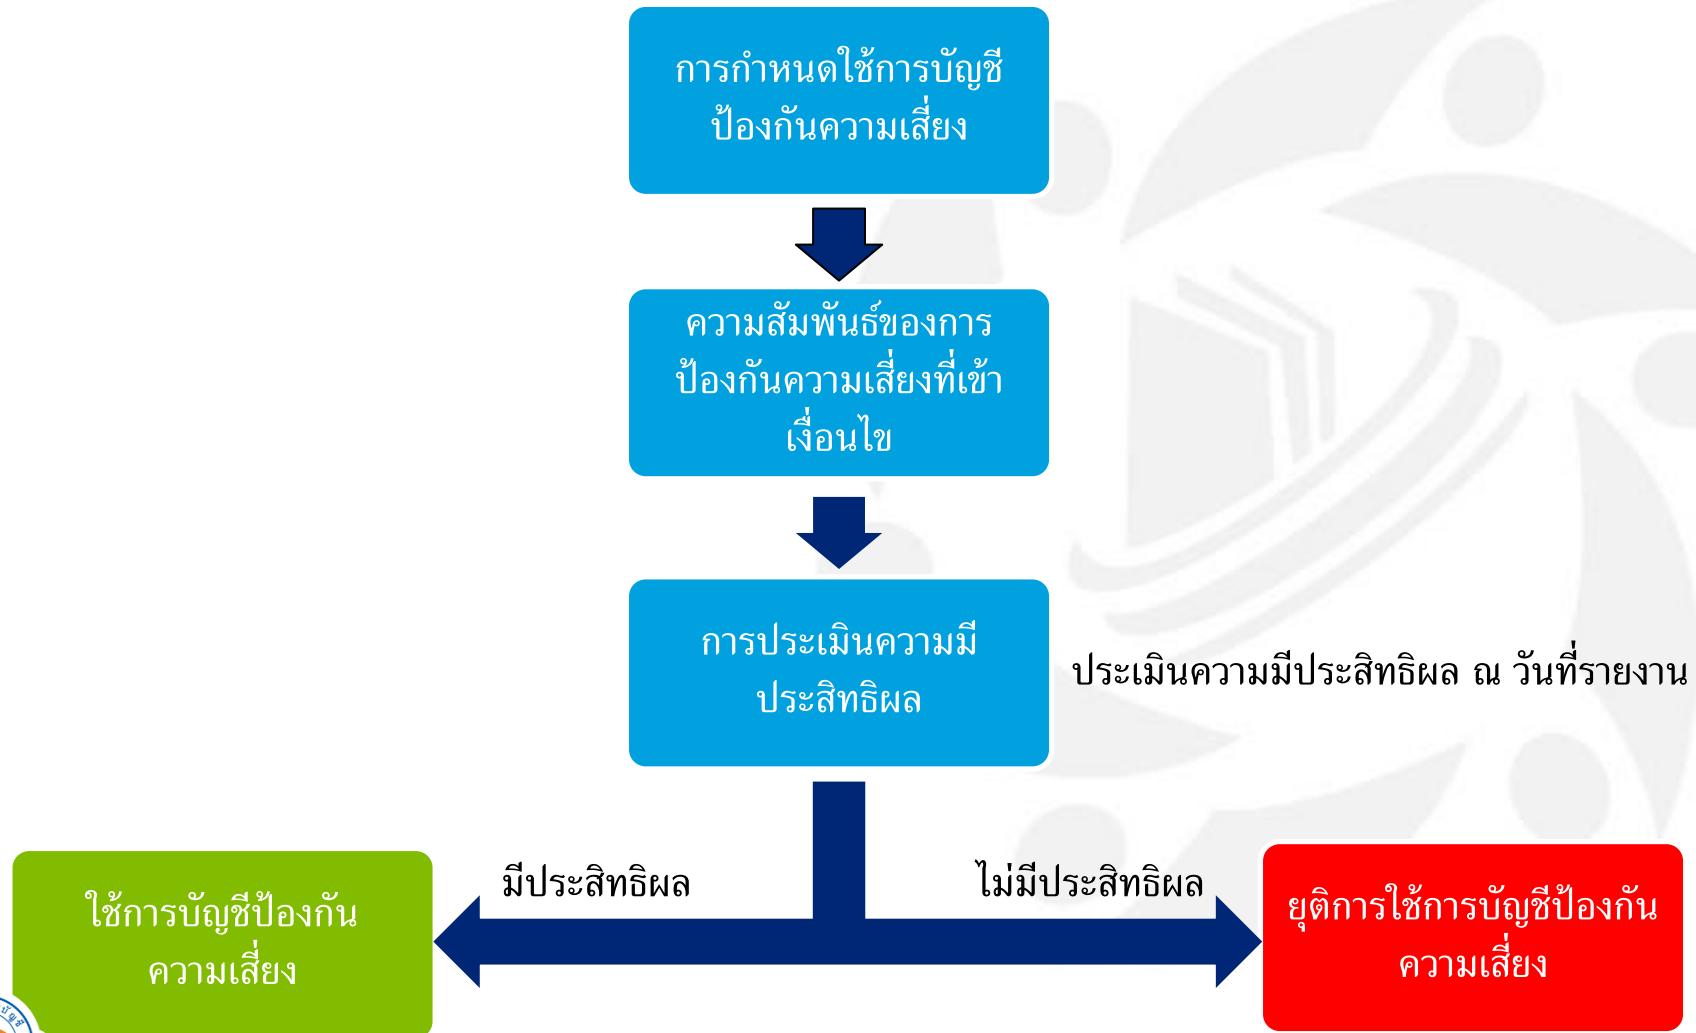 การกำหนดใช้การบัญชี
ป้องกันความเสี่ยง
ความสัมพันธ์ของการ
ป้องกันความเสี่ยงที่เข้า
เงื่อนไข
การประเมินความมี
ประสิทธิผล
ประเมินความมีประสิทธิผล ณ วันที่รายงาน
มีประสิทธิผล
ไม่มีประสิทธิผล
ใช้การบัญชีป้องกัน
ความเสี่ยง
ยุติการใช้การบัญชีป้องกัน
ความเสี่ยง